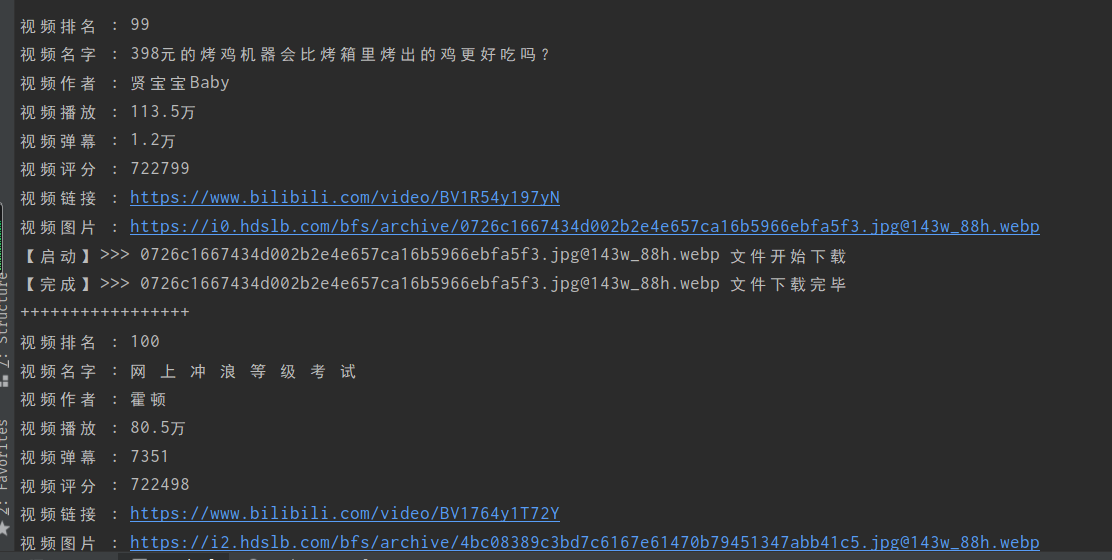 视频排名 : 99
视频名字 : 398元的烤鸡机器会比烤箱里烤出的鸡更好吃吗?
视频作者 : 贤宝宝Baby
视频播放 : 113.5万
视频弹幕 : 1.2万
视频评分 : 722799
视频链接 : https://www.bilibili.com/video/BV1R54y197yN
视频图片 : https://i0.hdslb.com/bfs/archive/0726c1667434d002b2e4e657ca16b5966ebfa5f3.jpg@143w_88h.webp
【启动】>>> 0726c1667434d002b2e4e657ca16b5966ebfa5f3.jpg@143w_88h.webp 文件开始下载
【完成】>>> 0726c1667434d002b2e4e657ca16b5966ebfa5f3.jpg@143w_88h.webp 文件下载完毕
+++++++++++++++++
视频排名 : 100
视频名字 : 网 上 冲 浪 等 级 考 试
视频作者 : 霍顿
视频播放 : 80.5万
视频弹幕 : 7351
视频评分 : 722498
视频链接 : https://www.bilibili.com/video/BV1764y1T72Y
视频图片 : https://i2.hdslb.com/bfs/archive/4bc08389c3bd7c6167e61470b79451347abb41c5.jpg@143w_88h.webp
Z: Structure
2: Favorites